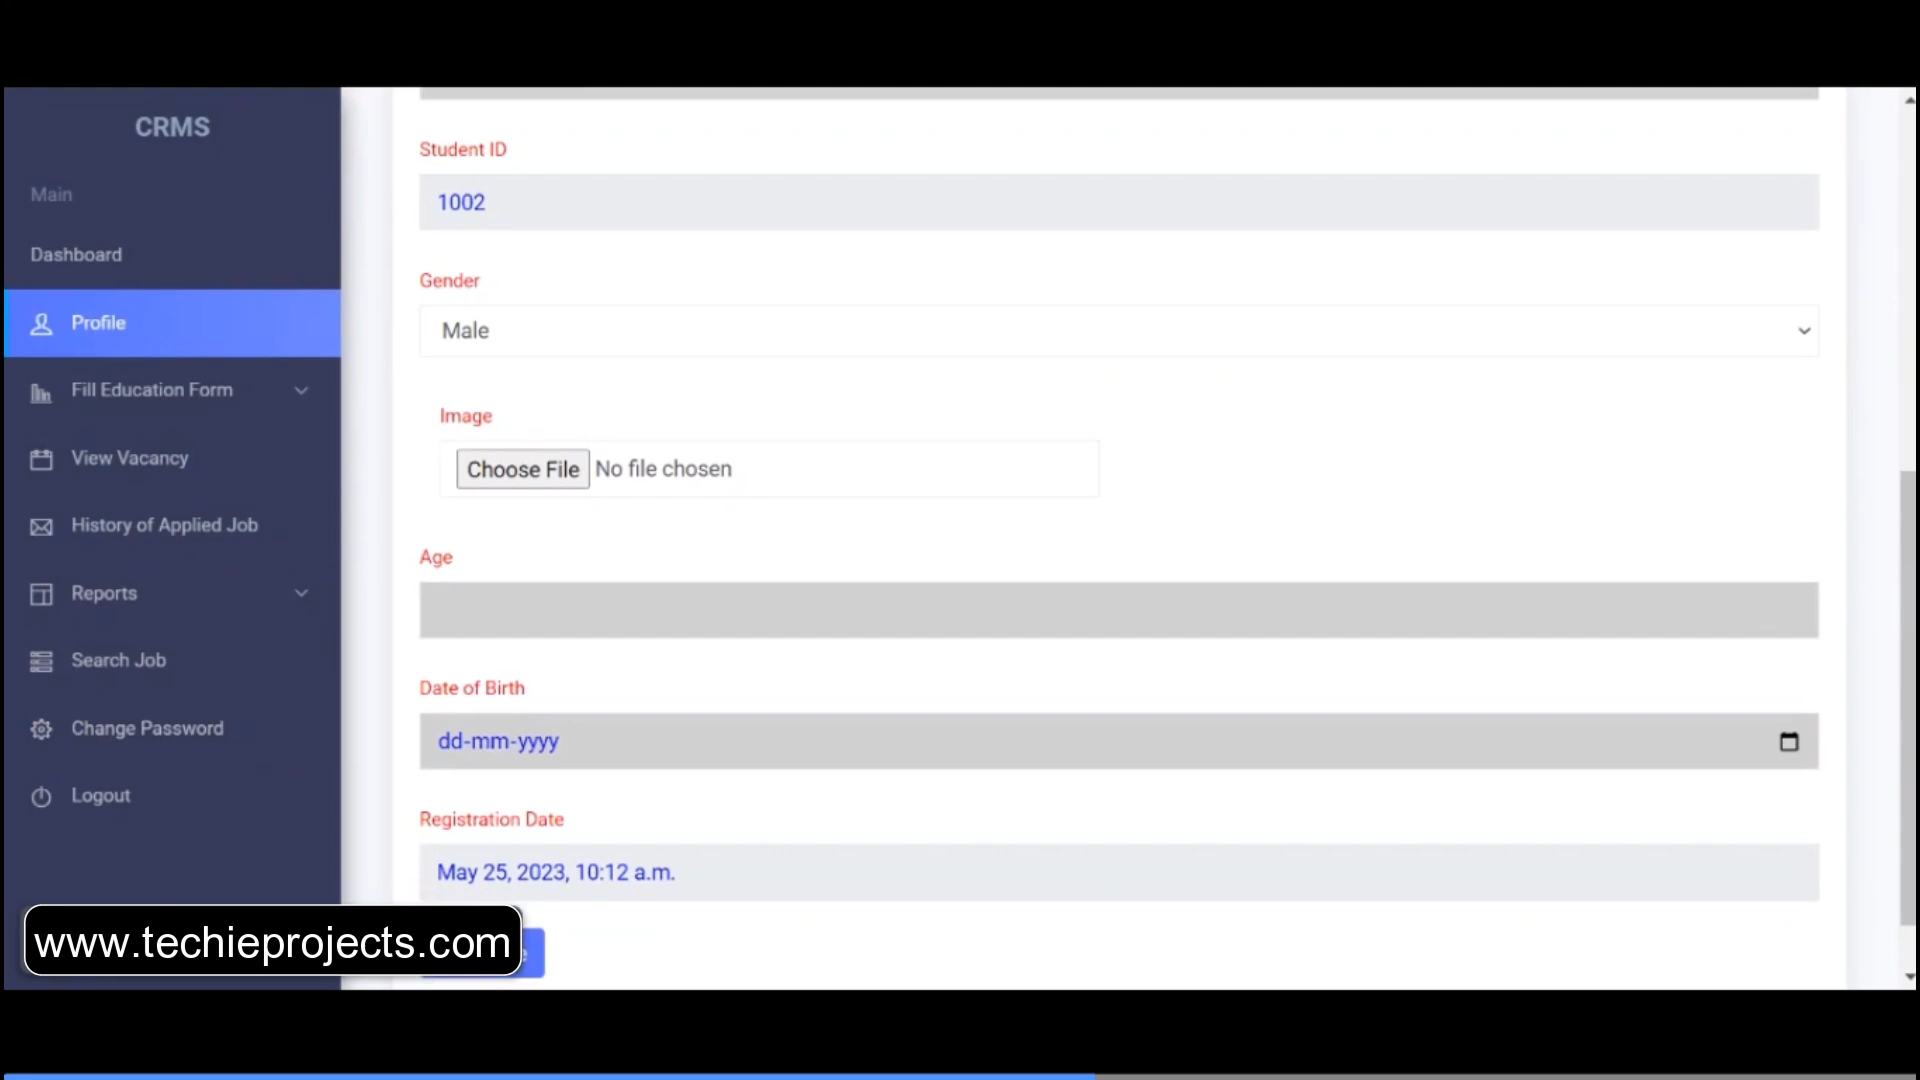 CRMS
Main
Dashboard
Profile
Fill Education Form
View Vacancy
History of Applied Job
Reports
Search Job
Change Password
Logout
Student ID
1002
Gender
Male
Image
Choose File No file chosen
Age
Date of Birth
dd-mm-yyyy
Registration Date
May 25, 2023, 10:12 a.m.
www.techieprojects.com